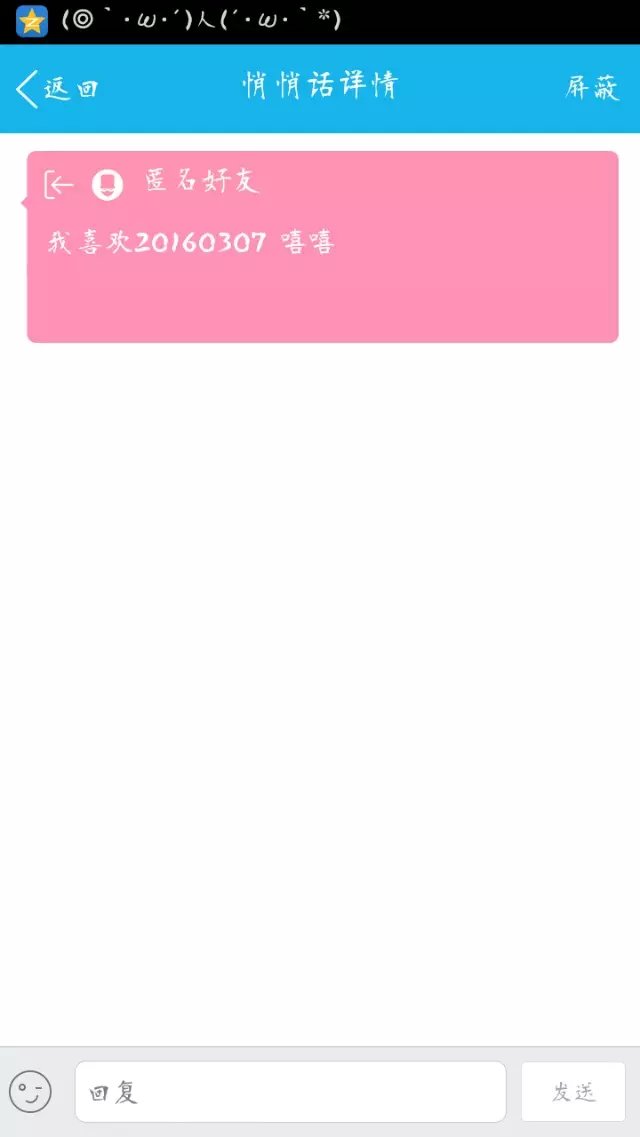 (◎｀·ω·´)人(´·ω·｀*)
返回
悄悄话详情
屏蔽
匿名好友
我喜欢20160307 嘻嘻
回复
发送